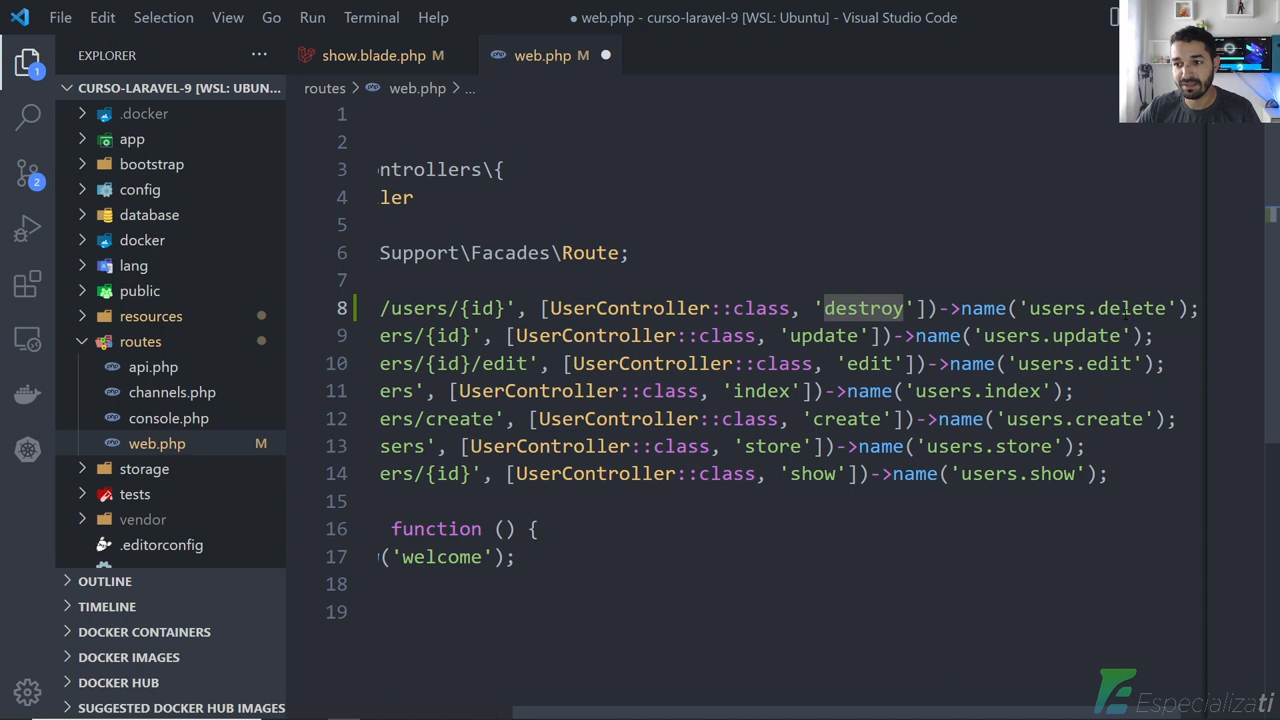 File Edit Selection View Go Run Terminal Help
● web.php - curso-laravel-9 [WSL: Ubuntu] - Visual Studio Code
EXPLORER ...
show.blade.php M
web.php M
1
CURSO-LARAVEL-9 [WSL: UBUN...
routes > web.php > ...
.docker
app
bootstrap
2
config
database
docker
lang
public
resources
routes
api.php
channels.php
console.php
web.php M
storage
tests
vendor
.editorconfig
OUTLINE
TIMELINE
DOCKER CONTAINERS
DOCKER IMAGES
DOCKER HUB
SUGGESTED DOCKER HUB IMAGES
1
2
3 ntrollers\{
4 ler
5
6 Support\Facades\Route;
7
8 /users/{id}', [UserController::class, 'destroy'])->name('users.delete');
9 ers/{id}', [UserController::class, 'update'])->name('users.update');
10 ers/{id}/edit', [UserController::class, 'edit'])->name('users.edit');
11 ers', [UserController::class, 'index'])->name('users.index');
12 ers/create', [UserController::class, 'create'])->name('users.create');
13 sers', [UserController::class, 'store'])->name('users.store');
14 ers/{id}', [UserController::class, 'show'])->name('users.show');
15
16 function () {
17 ('welcome');
18
19
EspecializaTi